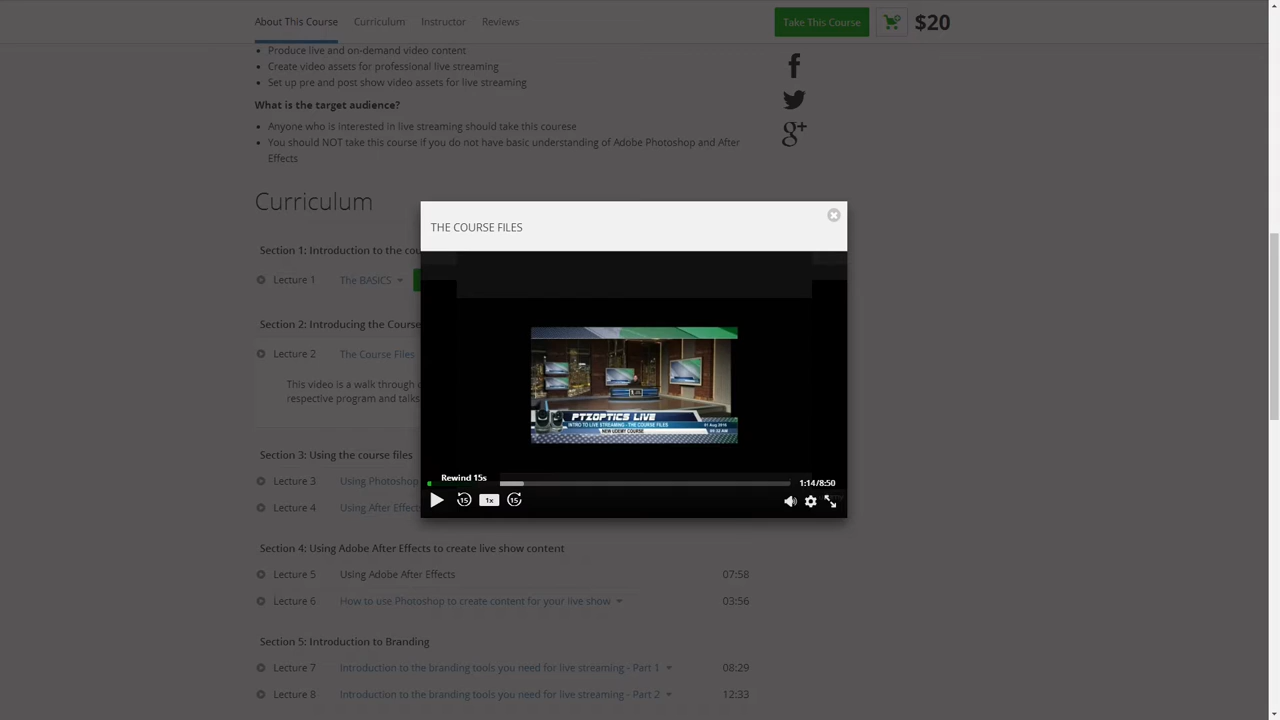 About This Course
Curriculum
Instructor
Reviews
Take This Course
$20
Produce live and on-demand video content
Create video assets for professional live streaming
Set up pre and post show video assets for live streaming
What is the target audience?
Anyone who is interested in live streaming should take this courese
You should NOT take this course if you do not have basic understanding of Adobe Photoshop and After
Effects
Curriculum
THE COURSE FILES
Section 1: Introduction to the cou
Lecture 1 The BASICS
Section 2: Introducing the Course
Lecture 2 The Course Files
This video is a walk through
respective program and talks
PTZOPTICS LIVE
INTRO TO LIVE STREAMING - THE COURSE FILES
NEW UDEMY COURSE
01 Aug 2016
Section 3: Using the course files
Rewind 15s
1:14/8:50
Lecture 3 Using Photoshop
15 1x 15
Lecture 4 Using After Effects
Section 4: Using Adobe After Effects to create live show content
Lecture 5 Using Adobe After Effects 07:58
Lecture 6 How to use Photoshop to create content for your live show 03:56
Section 5: Introduction to Branding
Lecture 7 Introduction to the branding tools you need for live streaming - Part 1 08:29
Lecture 8 Introduction to the branding tools you need for live streaming - Part 2 12:33